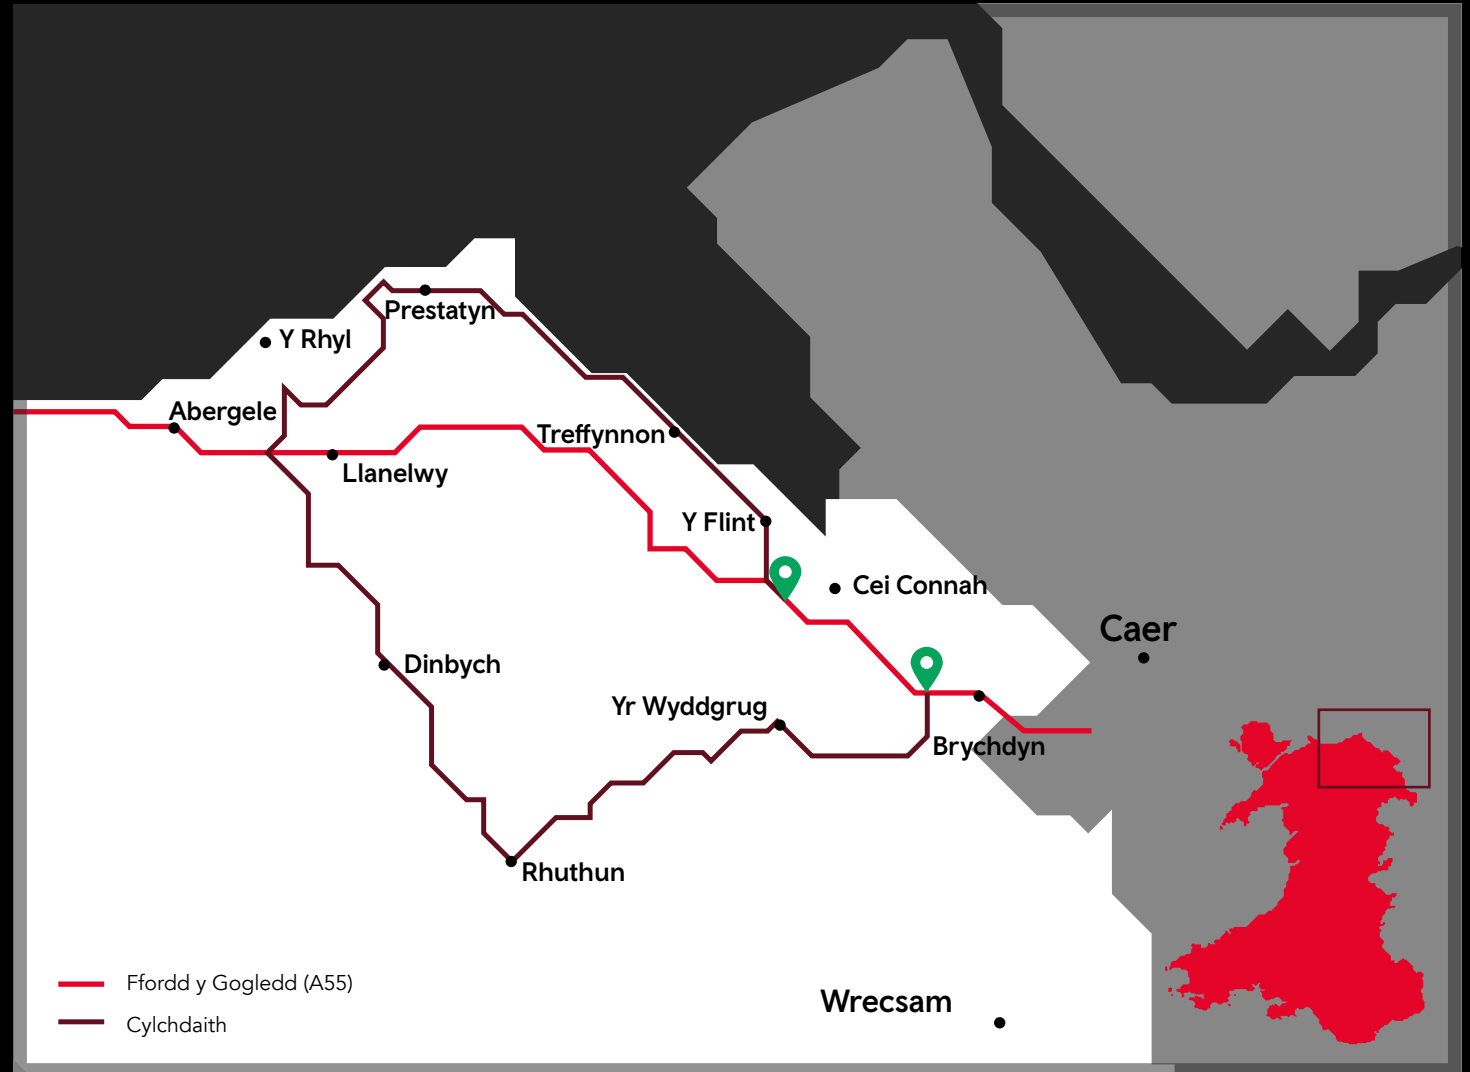 Prestatyn
Y Rhyl
Abergele
Treffynnon
Llanelwy
Y Flint
Cei Connah
Caer
Dinbych
Yr Wyddgrug
Brychdyn
Rhuthun
Ffordd y Gogledd (A55)
Wrecsam
Cylchdaith